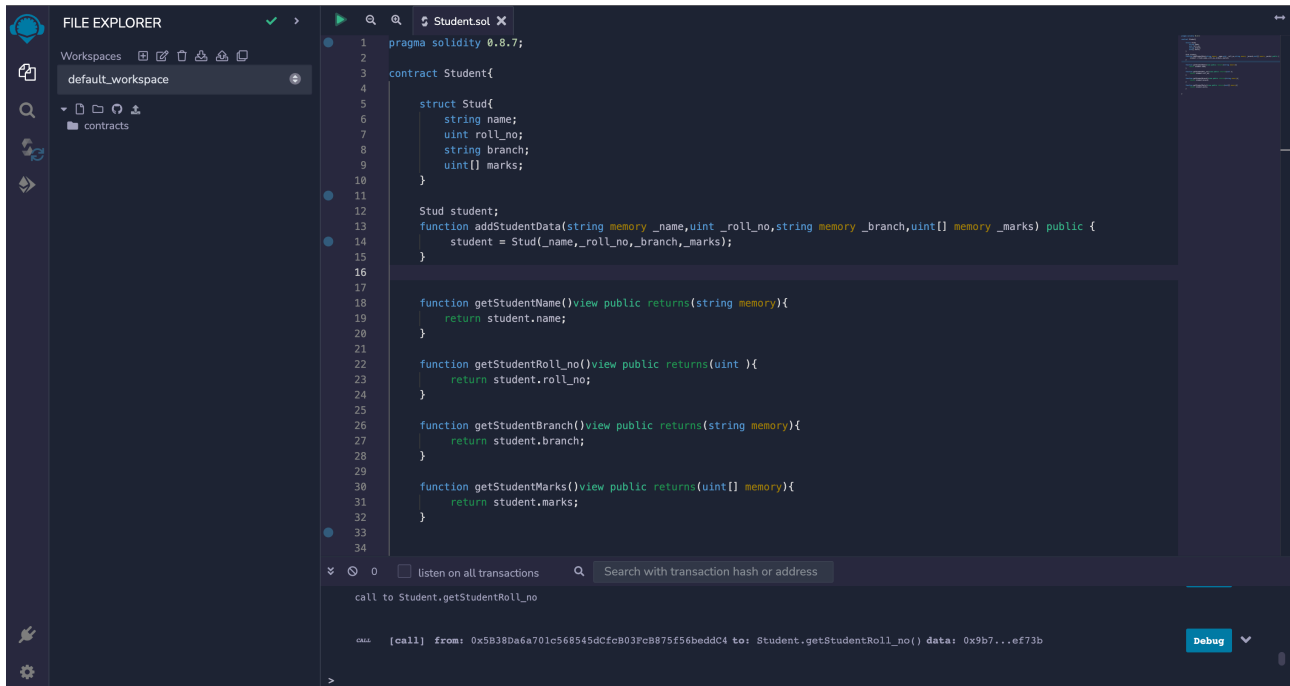 FILE EXPLORER
Workspaces
default_workspace
contracts
Student.sol
1 pragma solidity 0.8.7;
2
3 contract Student{
4
5 struct Stud{
6 string name;
7 uint roll_no;
8 string branch;
9 uint[] marks;
10 }
11
12 Stud student;
13 function addStudentData(string memory _name,uint _roll_no,string memory _branch,uint[] memory _marks) public {
14 student = Stud(_name,_roll_no,_branch,_marks);
15 }
16
17
18 function getStudentName()view public returns(string memory){
19 return student.name;
20 }
21
22 function getStudentRoll_no()view public returns(uint ){
23 return student.roll_no;
24 }
25
26 function getStudentBranch()view public returns(string memory){
27 return student.branch;
28 }
29
30 function getStudentMarks()view public returns(uint[] memory){
31 return student.marks;
32 }
33
34
0 listen on all transactions Search with transaction hash or address
call to Student.getStudentRoll_no
CALL [call] from: 0x5B38Da6a701c568545dCfcB03FcB875f56beddC4 to: Student.getStudentRoll_no() data: 0x9b7...ef73b Debug
>